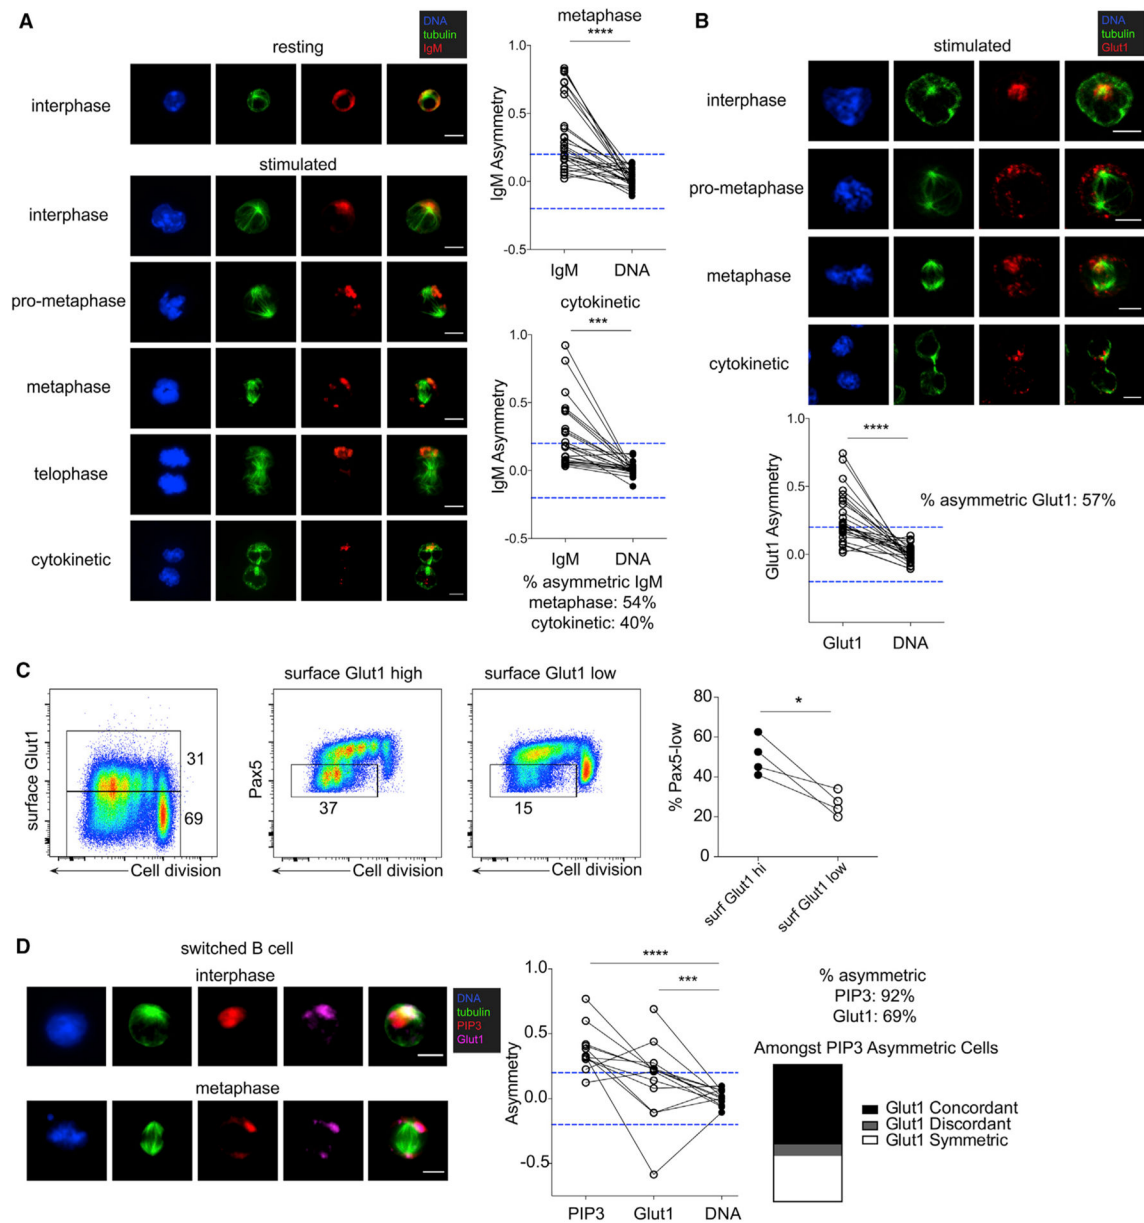 A
DNA
tubulin
IgM
resting
interphase
stimulated
interphase
pro-metaphase
metaphase
telophase
cytokinetic
metaphase
****
1.0
0.5
0.0
-0.5
IgM Asymmetry
IgM DNA
cytokinetic
***
1.0
0.5
0.0
-0.5
IgM Asymmetry
IgM DNA
% asymmetric IgM
metaphase: 54%
cytokinetic: 40%
B
DNA
tubulin
Glut1
stimulated
interphase
pro-metaphase
metaphase
cytokinetic
****
1.0
0.5
0.0
Glut1 Asymmetry
Glut1 DNA
% asymmetric Glut1: 57%
C
surface Glut1
31
69
Cell division
surface Glut1 high
Pax5
37
Cell division
surface Glut1 low
15
Cell division
*
80
60
40
20
0
% Pax5-low
surf Glut1 hi
surf Glut1 low
D
switched B cell
interphase
metaphase
DNA
tubulin
PIP3
Glut1
****
***
1.0
0.5
0.0
-0.5
Asymmetry
PIP3 Glut1 DNA
% asymmetric
PIP3: 92%
Glut1: 69%
Amongst PIP3 Asymmetric Cells
Glut1 Concordant
Glut1 Discordant
Glut1 Symmetric